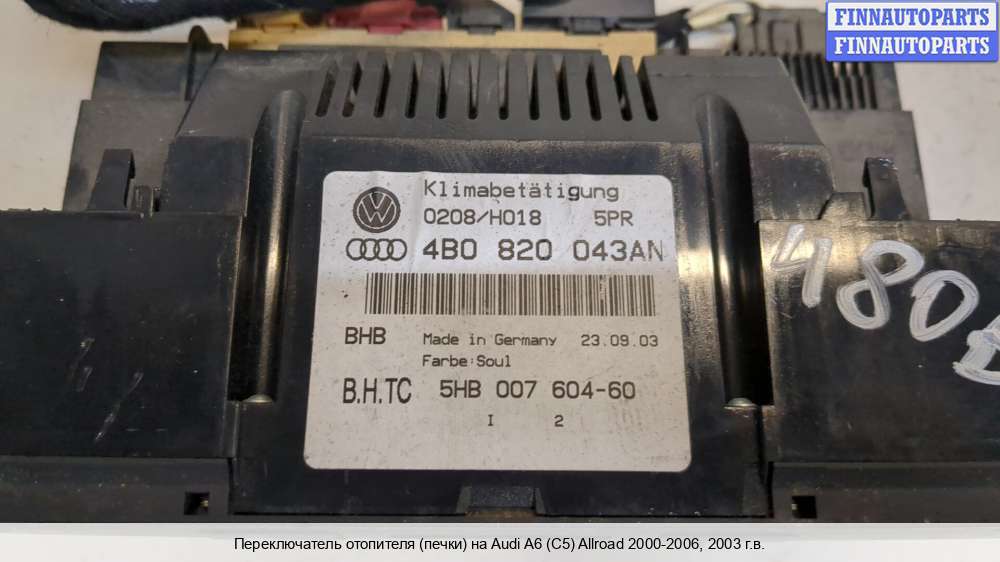 FINNAUTOPARTS
FINNAUTOPARTS
Klimabetätigung
0208/H018 5PR
4B0 820 043AN
BHB Made in Germany 23.09.03
Farbe:Soul
B.H.TC 5HB 007 604-60
I 2
Переключатель отопителя (печки) на Audi A6 (C5) Allroad 2000-2006, 2003 г.в.